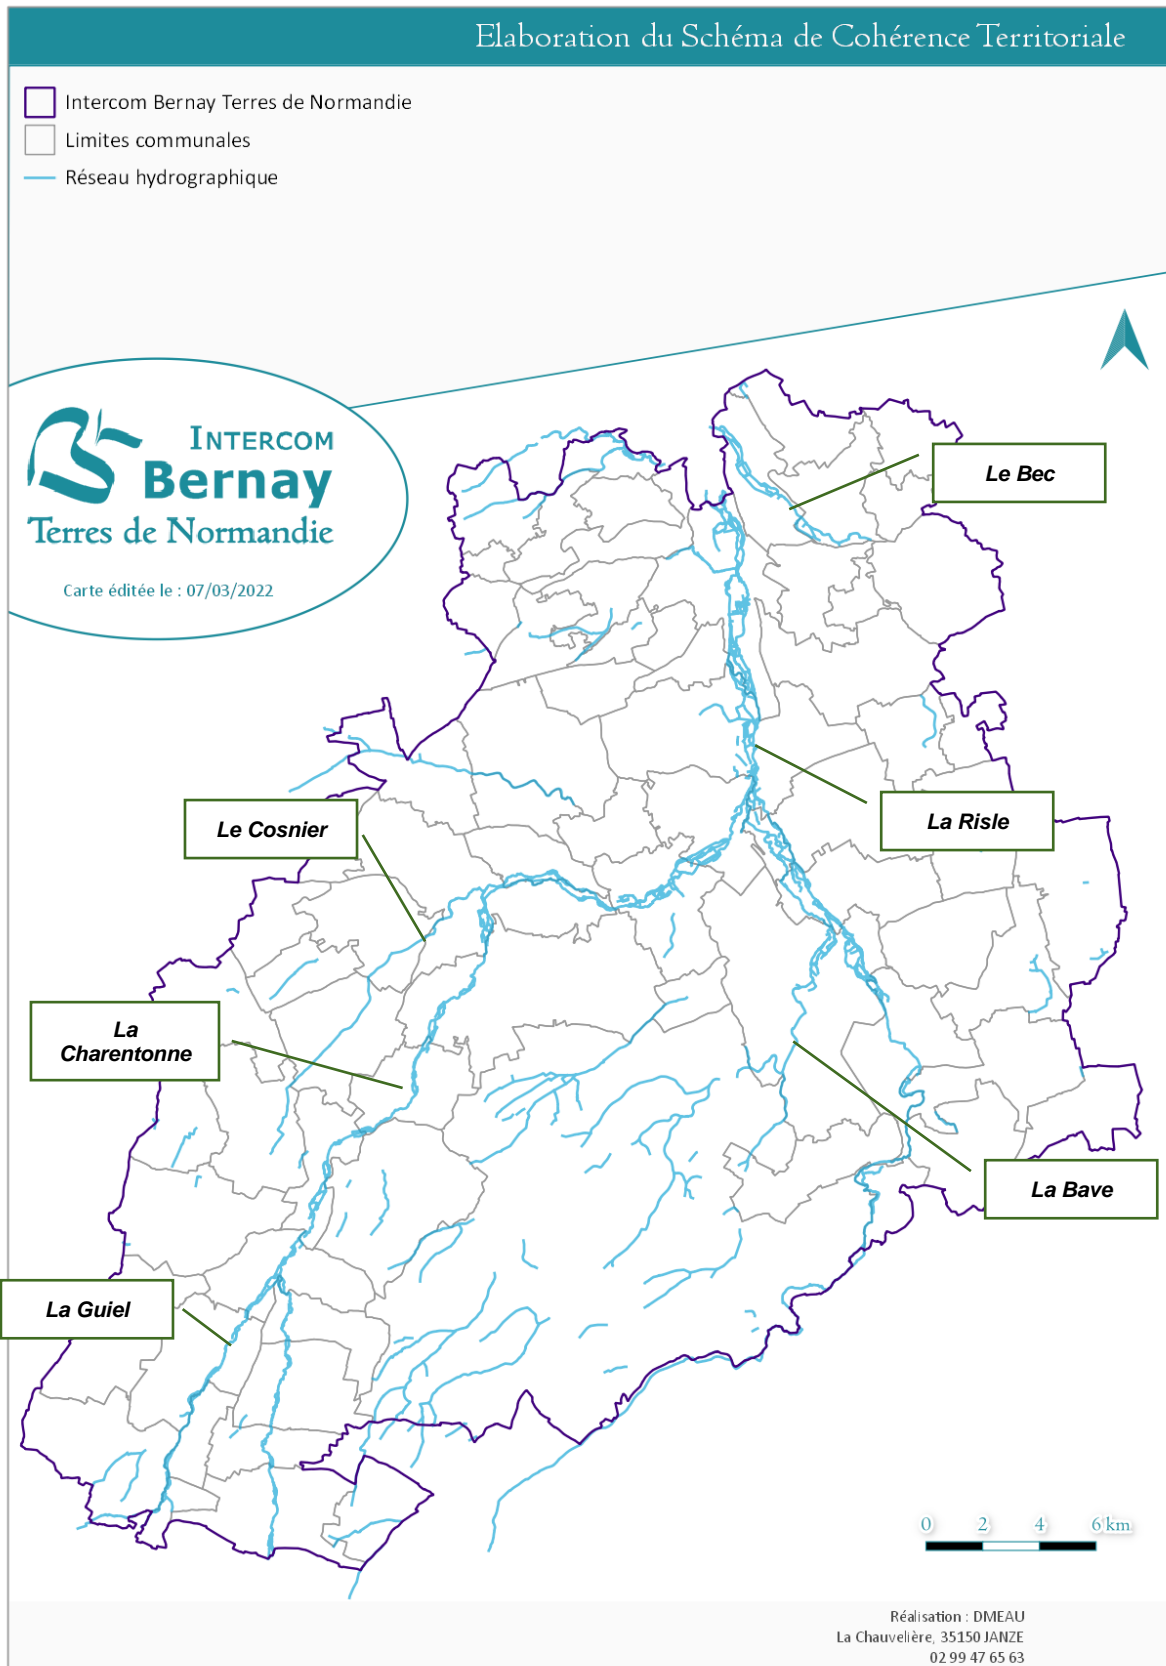 Elaboration du Schéma de Cohérence Territoriale
Intercom Bernay Terres de Normandie
Limites communales
Réseau hydrographique
INTERCOM
Bernay
Terres de Normandie
Carte éditée le : 07/03/2022
Le Bec
La Risle
Le Cosnier
La
Charentonne
La Bave
La Guiel
0 2 4 6 km
Réalisation : DMEAU
La Chauvelière, 35150 JANZE
02 99 47 65 63